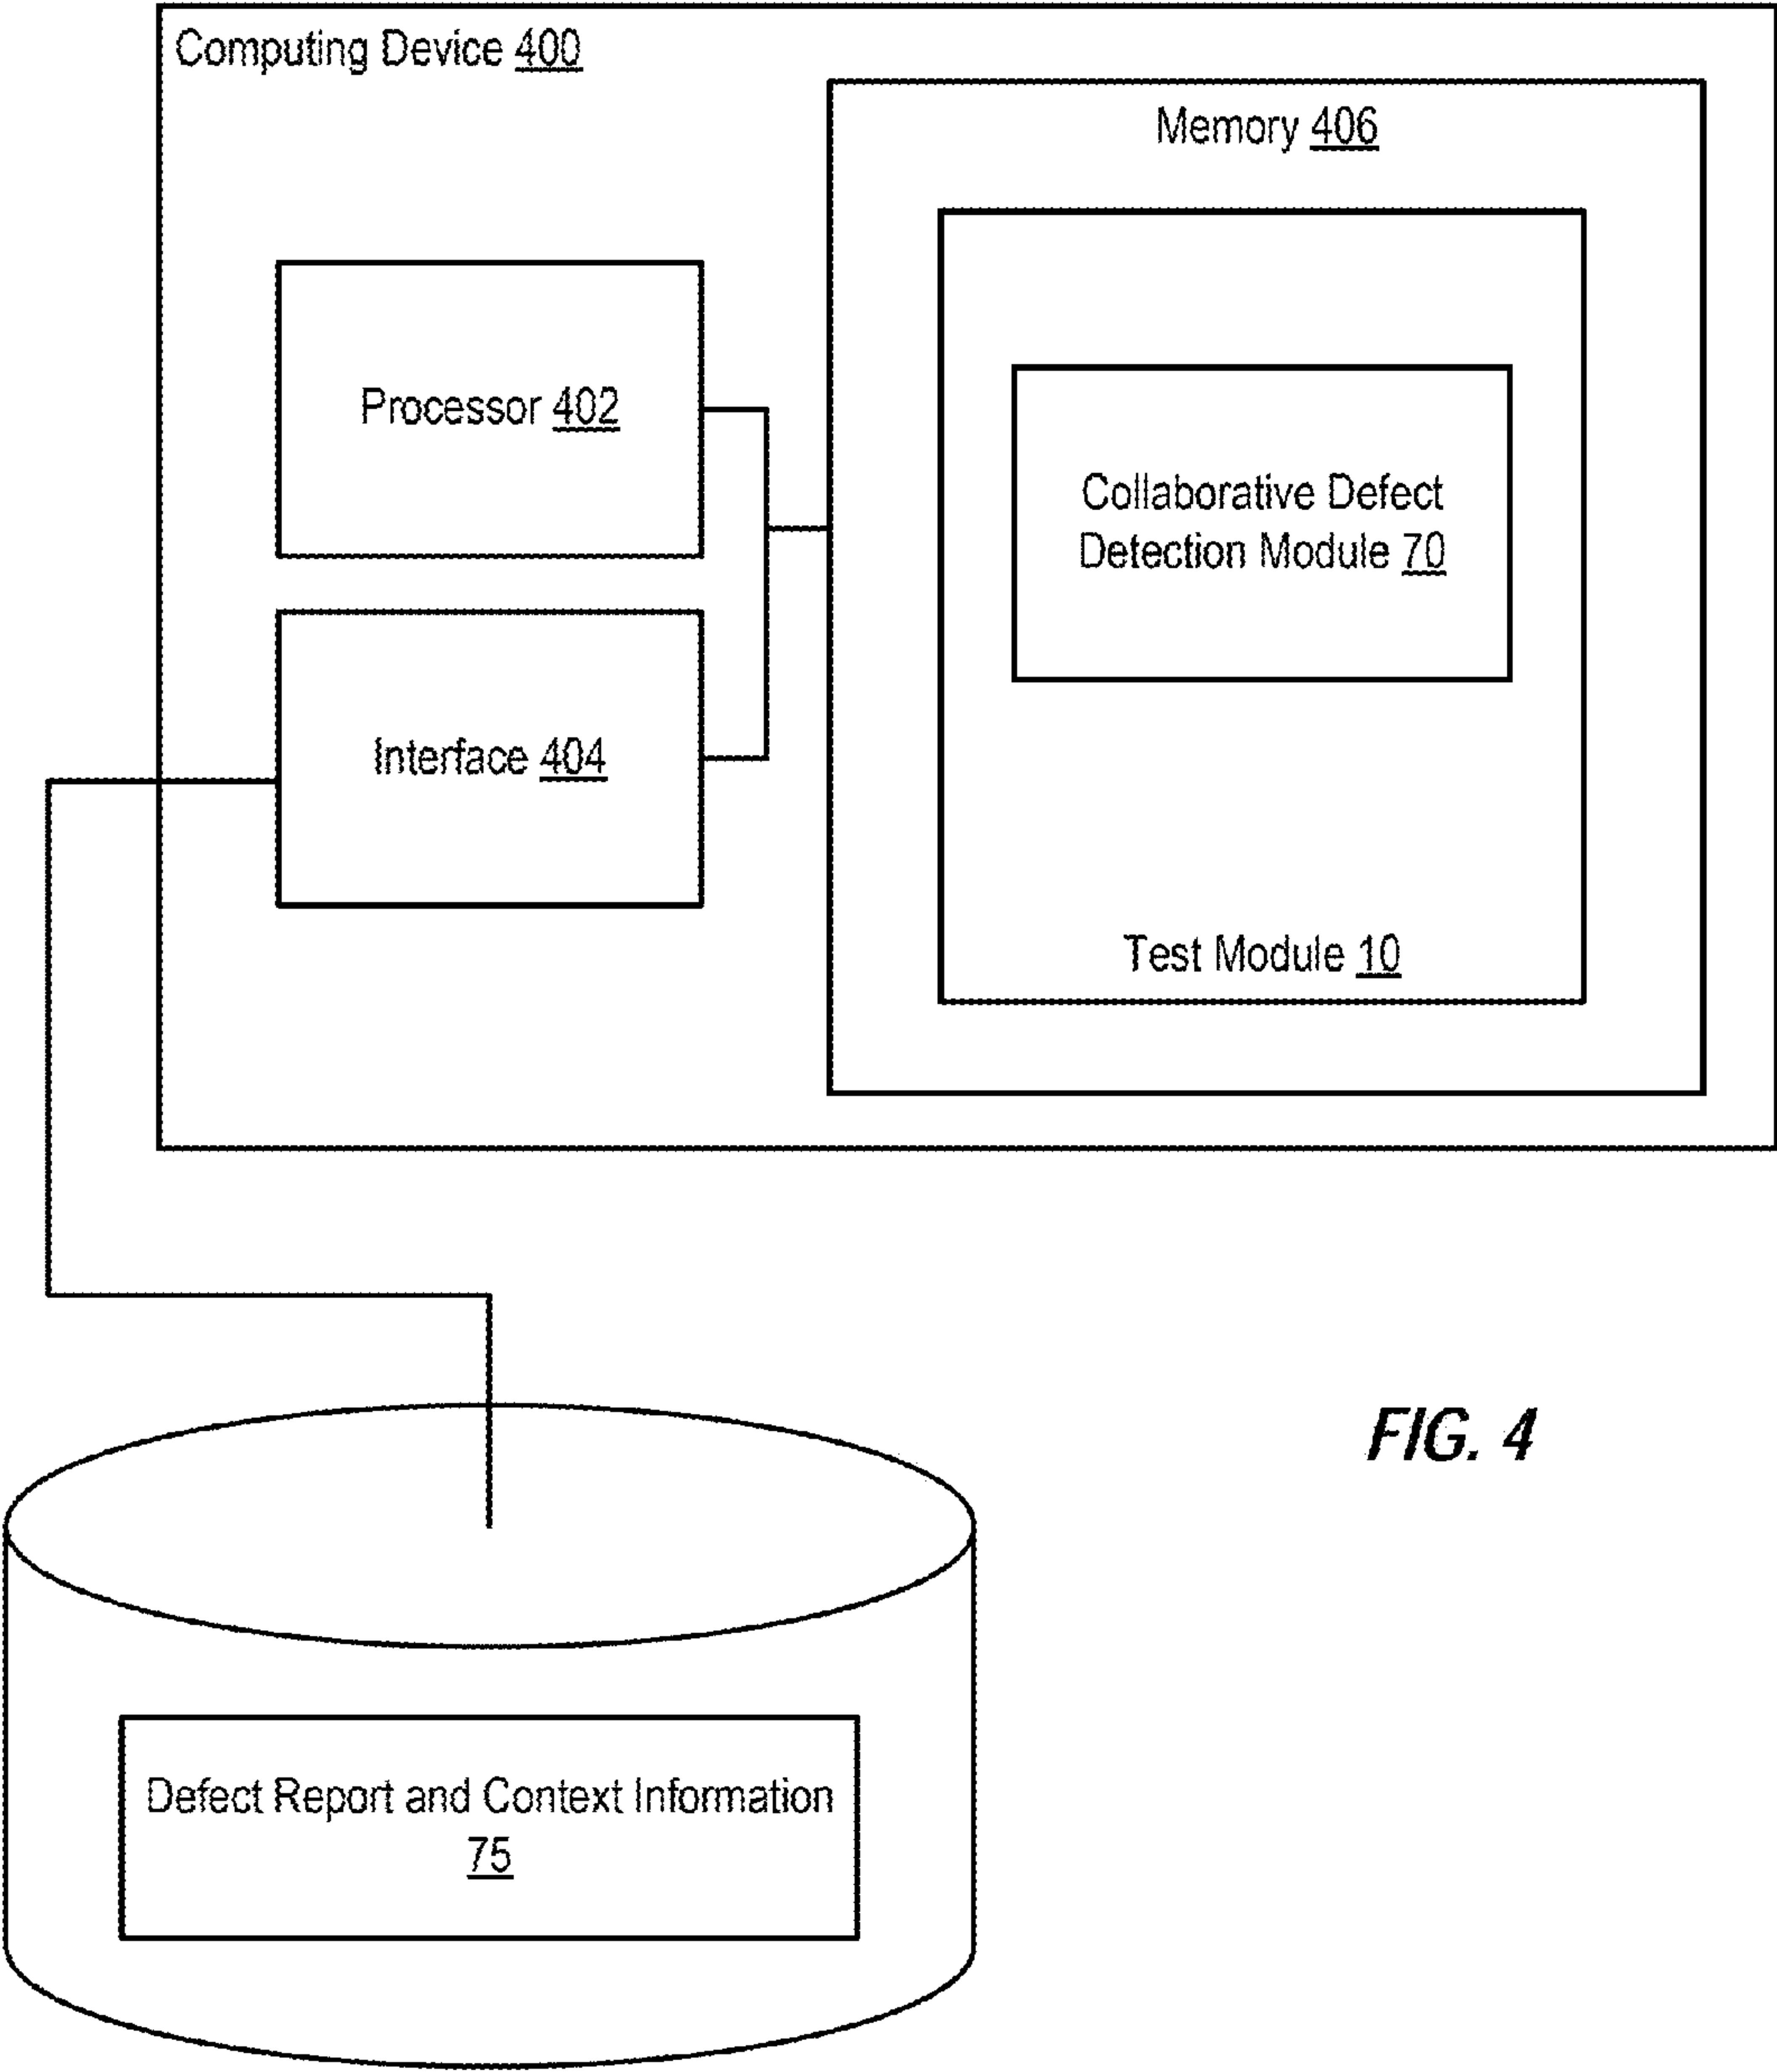 Computing Device 400
Memory 406
Processor 402
Collaborative Defect
Detection Module 70
Interface 404
Test Module 10
FIG. 4
Defect Report and Context Information
75